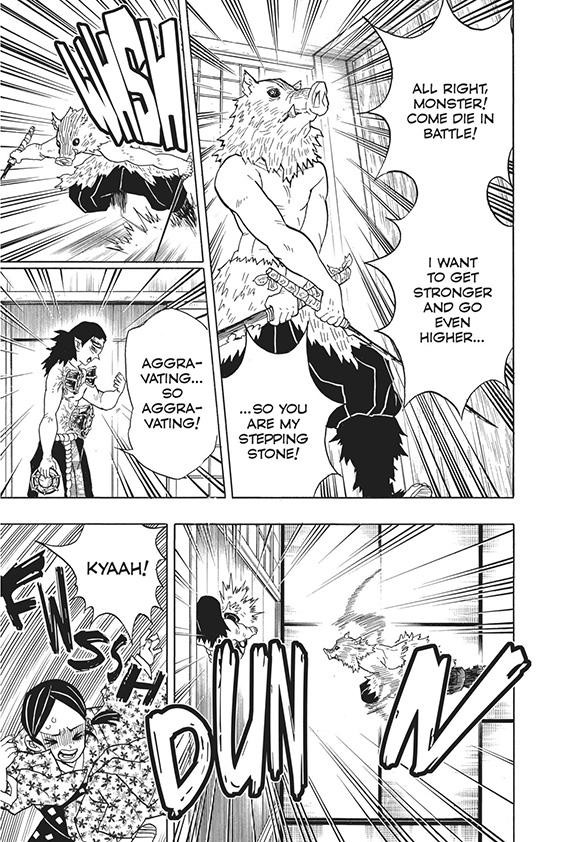 ALL RIGHT,
MONSTER!
COME DIE IN
BATTLE!
I WANT
TO GET
STRONGER
AND GO
EVEN
HIGHER...
...SO YOU
ARE MY
STEPPING
STONE!
WHSH
AGGRA-
VATING...
SO
AGGRA-
VATING!
DUNN
KYAAH!
FWSSH